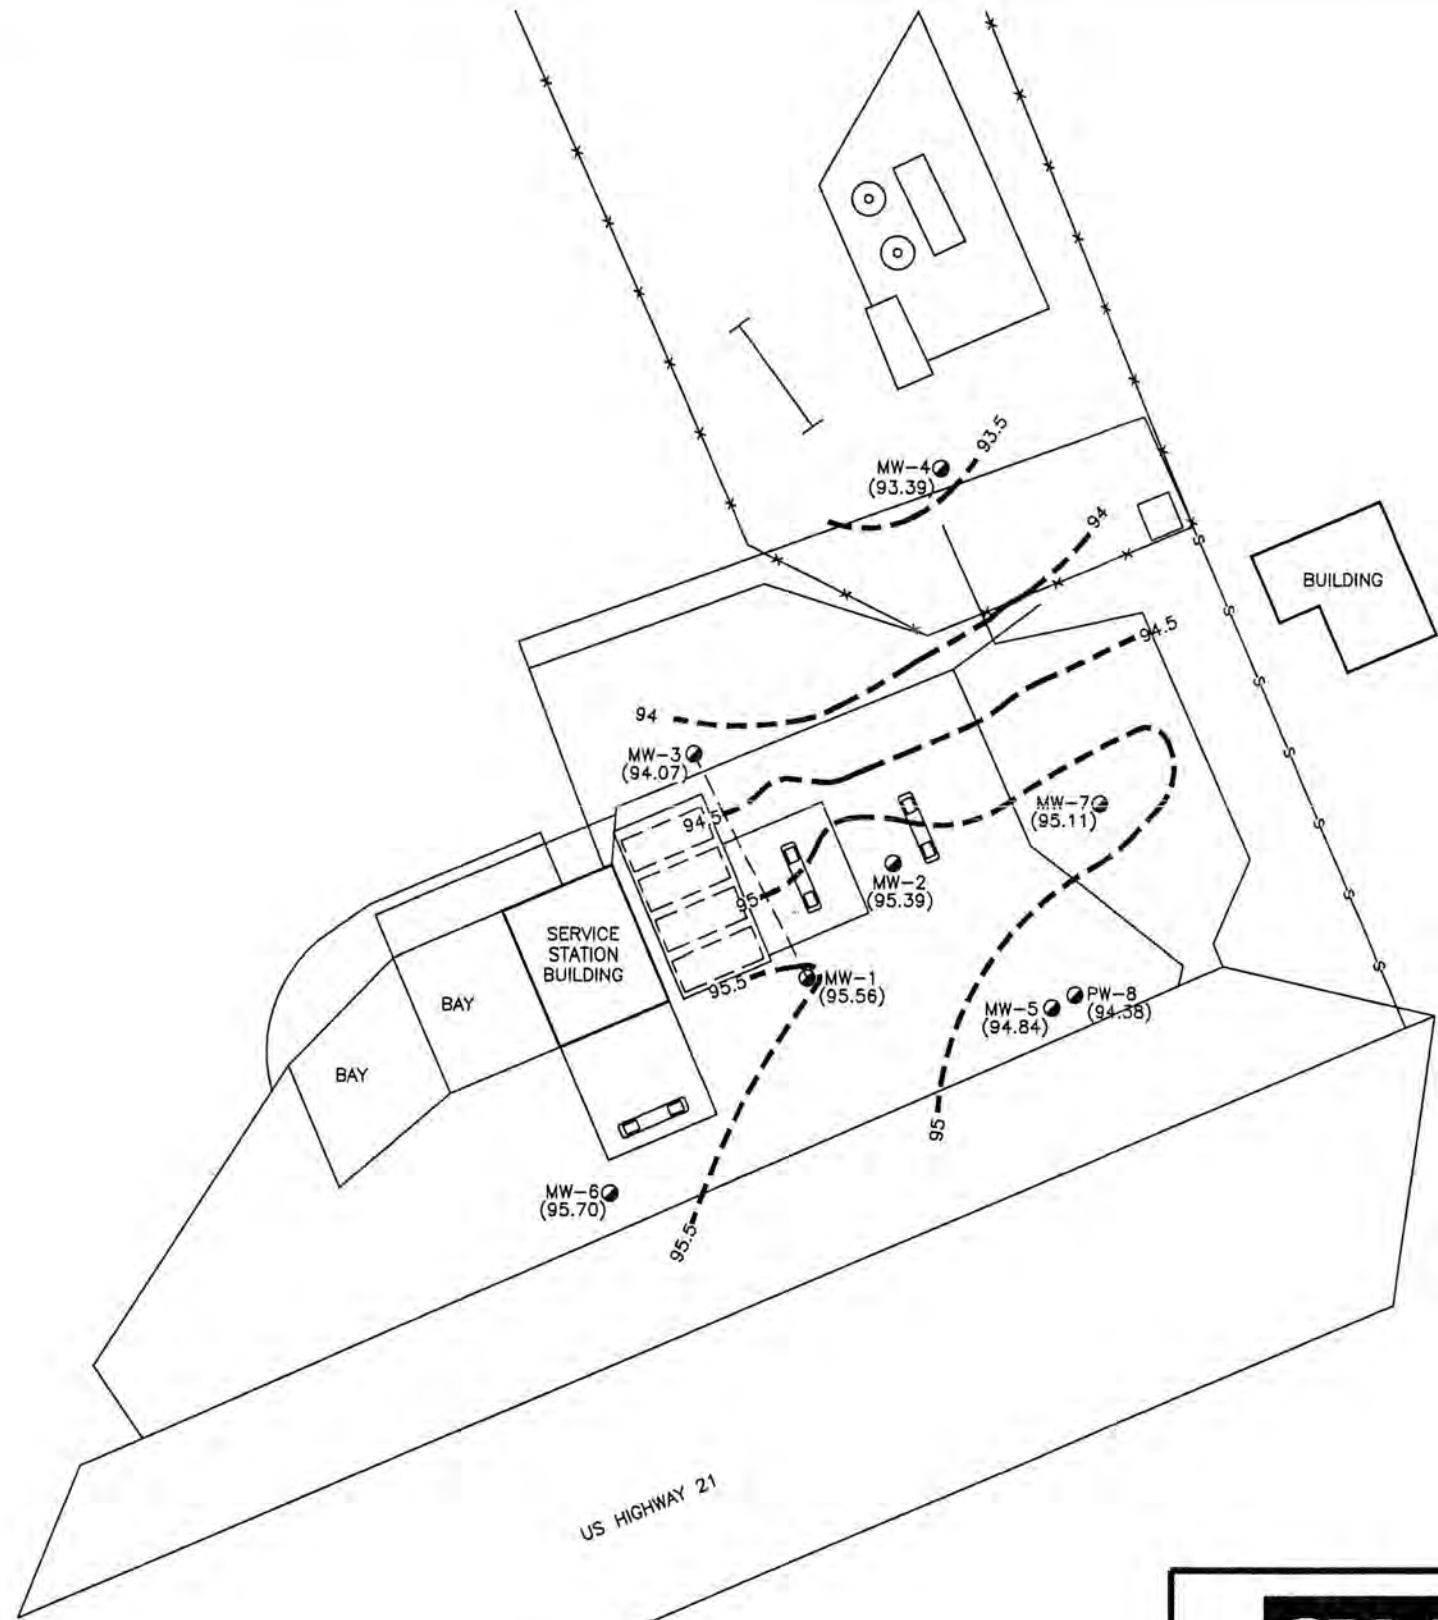 93.5
MW-4
(93.39)
94
BUILDING
94.5
94
MW-3
(94.07)
94.5
MW-7
(95.11)
MW-2
(95.39)
95
SERVICE
STATION
BUILDING
BAY
95.5
MW-1
(95.56)
PW-8
(94.38)
MW-5
(94.84)
BAY
95
MW-6
(95.70)
95.5
US HIGHWAY 21